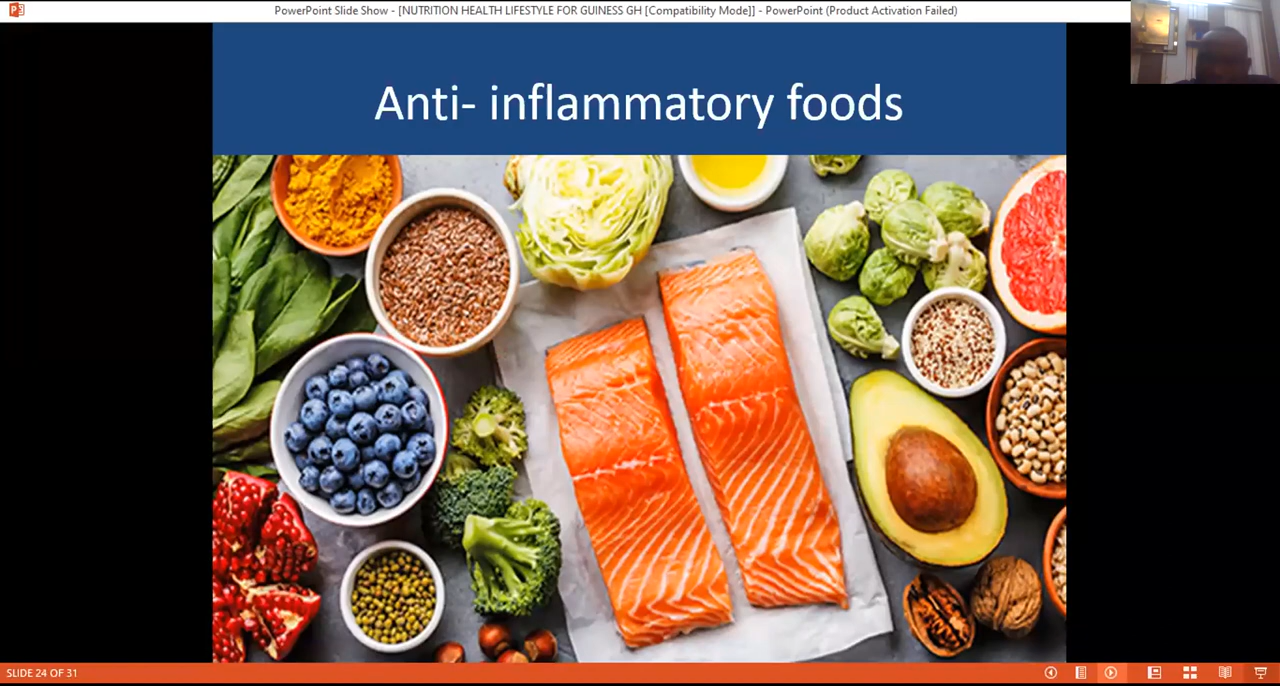 PowerPoint Slide Show - [NUTRITION HEALTH LIFESTYLE FOR GUINESS GH [Compatibility Mode]] - PowerPoint (Product Activation Failed)
Anti- inflammatory foods
SLIDE 24 OF 31